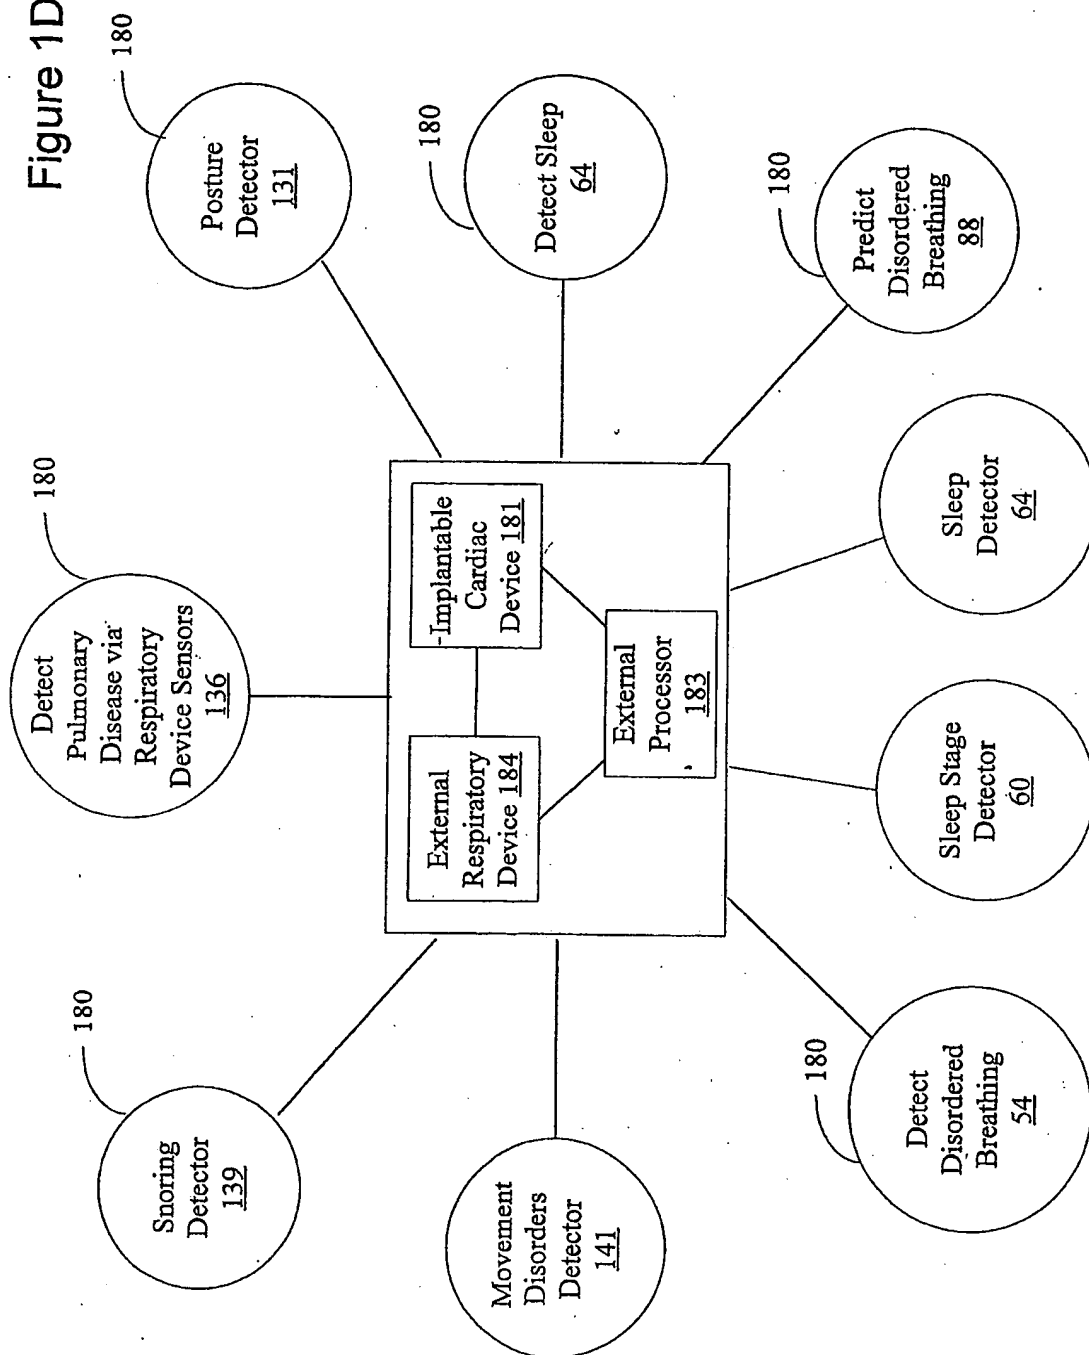 Figure 1D
180
Posture
Detector
131
180
Detect Sleep
64
180
Predict
Disordered
Breathing
88
Sleep
Detector
64
Sleep Stage
Detector
60
180
Detect
Disordered
Breathing
54
Movement
Disorders
Detector
141
180
Snoring
Detector
139
180
Detect
Pulmonary
Disease via
Respiratory
Device Sensors
136
External
Respiratory
Device 184
Implantable
Cardiac
Device 181
External
Processor
183